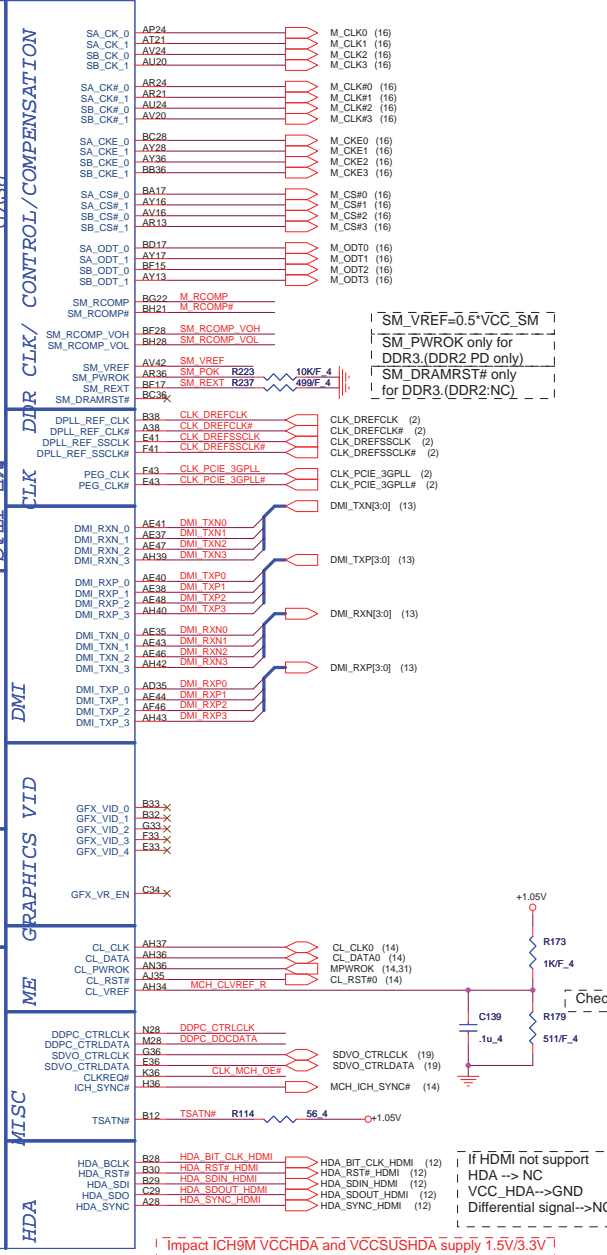 DDR CLK/ CONTROL/COMPENSATION
SA_CK_0 AP24 M_CLK0 (16)
SA_CK_1 AT21 M_CLK1 (16)
SB_CK_0 AV24 M_CLK2 (16)
SB_CK_1 AU20 M_CLK3 (16)
SA_CK#_0 AR24 M_CLK#0 (16)
SA_CK#_1 AR21 M_CLK#1 (16)
SB_CK#_0 AU24 M_CLK#2 (16)
SB_CK#_1 AV20 M_CLK#3 (16)
SA_CKE_0 BC28 M_CKE0 (16)
SA_CKE_1 AY28 M_CKE1 (16)
SB_CKE_0 AY36 M_CKE2 (16)
SB_CKE_1 BB36 M_CKE3 (16)
SA_CS#_0 BA17 M_CS#0 (16)
SA_CS#_1 AY16 M_CS#1 (16)
SB_CS#_0 AV16 M_CS#2 (16)
SB_CS#_1 AR13 M_CS#3 (16)
SA_ODT_0 BD17 M_ODT0 (16)
SA_ODT_1 AY17 M_ODT1 (16)
SB_ODT_0 BF15 M_ODT2 (16)
SB_ODT_1 AY13 M_ODT3 (16)
SM_RCOMP BG22 M_RCOMP
SM_RCOMP# BH21 M_RCOMP#
SM_RCOMP_VOH BF28 SM_RCOMP_VOH
SM_RCOMP_VOL BH28 SM_RCOMP_VOL
SM_VREF AV42 SM_VREF
SM_PWROK AR36 SM_POK R223 10K/F_4
SM_REXT BF17 SM_REXT R237 499/F_4
SM_DRAMRST# BC36
SM_VREF=0.5*VCC_SM
SM_PWROK only for
DDR3.(DDR2 PD only)
SM_DRAMRST# only
for DDR3.(DDR2:NC)
CLK
DPLL_REF_CLK B38 CLK_DREFCLK CLK_DREFCLK (2)
DPLL_REF_CLK# A38 CLK_DREFCLK# CLK_DREFCLK# (2)
DPLL_REF_SSCLK E41 CLK_DREFSSCLK CLK_DREFSSCLK (2)
DPLL_REF_SSCLK# F41 CLK_DREFSSCLK# CLK_DREFSSCLK# (2)
PEG_CLK F43 CLK_PCIE_3GPLL CLK_PCIE_3GPLL (2)
PEG_CLK# E43 CLK_PCIE_3GPLL# CLK_PCIE_3GPLL# (2)
DMI
DMI_TXN[3:0] (13)
DMI_RXN_0 AE41 DMI_TXN0
DMI_RXN_1 AE37 DMI_TXN1
DMI_RXN_2 AE47 DMI_TXN2
DMI_RXN_3 AH39 DMI_TXN3
DMI_TXP[3:0] (13)
DMI_RXP_0 AE40 DMI_TXP0
DMI_RXP_1 AE38 DMI_TXP1
DMI_RXP_2 AE48 DMI_TXP2
DMI_RXP_3 AH40 DMI_TXP3
DMI_RXN[3:0] (13)
DMI_TXN_0 AE35 DMI_RXN0
DMI_TXN_1 AE43 DMI_RXN1
DMI_TXN_2 AE46 DMI_RXN2
DMI_TXN_3 AH42 DMI_RXN3
DMI_RXP[3:0] (13)
DMI_TXP_0 AD35 DMI_RXP0
DMI_TXP_1 AE44 DMI_RXP1
DMI_TXP_2 AF46 DMI_RXP2
DMI_TXP_3 AH43 DMI_RXP3
GRAPHICS VID
GFX_VID_0 B33
GFX_VID_1 B32
GFX_VID_2 G33
GFX_VID_3 F33
GFX_VID_4 E33
GFX_VR_EN C34
+1.05V
R173
1K/F_4
ME
CL_CLK AH37 CL_CLK0 (14)
CL_DATA AH36 CL_DATA0 (14)
CL_PWROK AN36 MPWROK (14,31)
CL_RST# AJ35 CL_RST#0 (14)
CL_VREF AH34 MCH_CLVREF_R
Chec
C139
.1u_4
R179
511/F_4
MISC
DDPC_CTRLCLK N28 DDPC_CTRLCLK
DDPC_CTRLDATA M28 DDPC_DDCDATA
SDVO_CTRLCLK G36 SDVO_CTRLCLK (19)
SDVO_CTRLDATA E36 SDVO_CTRLDATA (19)
CLKREQ# K36 CLK_MCH_OE#
ICH_SYNC# H36 MCH_ICH_SYNC# (14)
TSATN# B12 TSATN# R114 56_4 +1.05V
HDA
HDA_BCLK B28 HDA_BIT_CLK_HDMI HDA_BIT_CLK_HDMI (12)
HDA_RST# B30 HDA_RST#_HDMI HDA_RST#_HDMI (12)
HDA_SDI B29 HDA_SDIN_HDMI HDA_SDIN_HDMI (12)
HDA_SDO C29 HDA_SDOUT_HDMI HDA_SDOUT_HDMI (12)
HDA_SYNC A28 HDA_SYNC_HDMI HDA_SYNC_HDMI (12)
If HDMI not support
HDA --> NC
VCC_HDA-->GND
Differential signal-->NC
Impact ICH9M VCCHDA and VCCSUSHDA supply 1.5V/3.3V